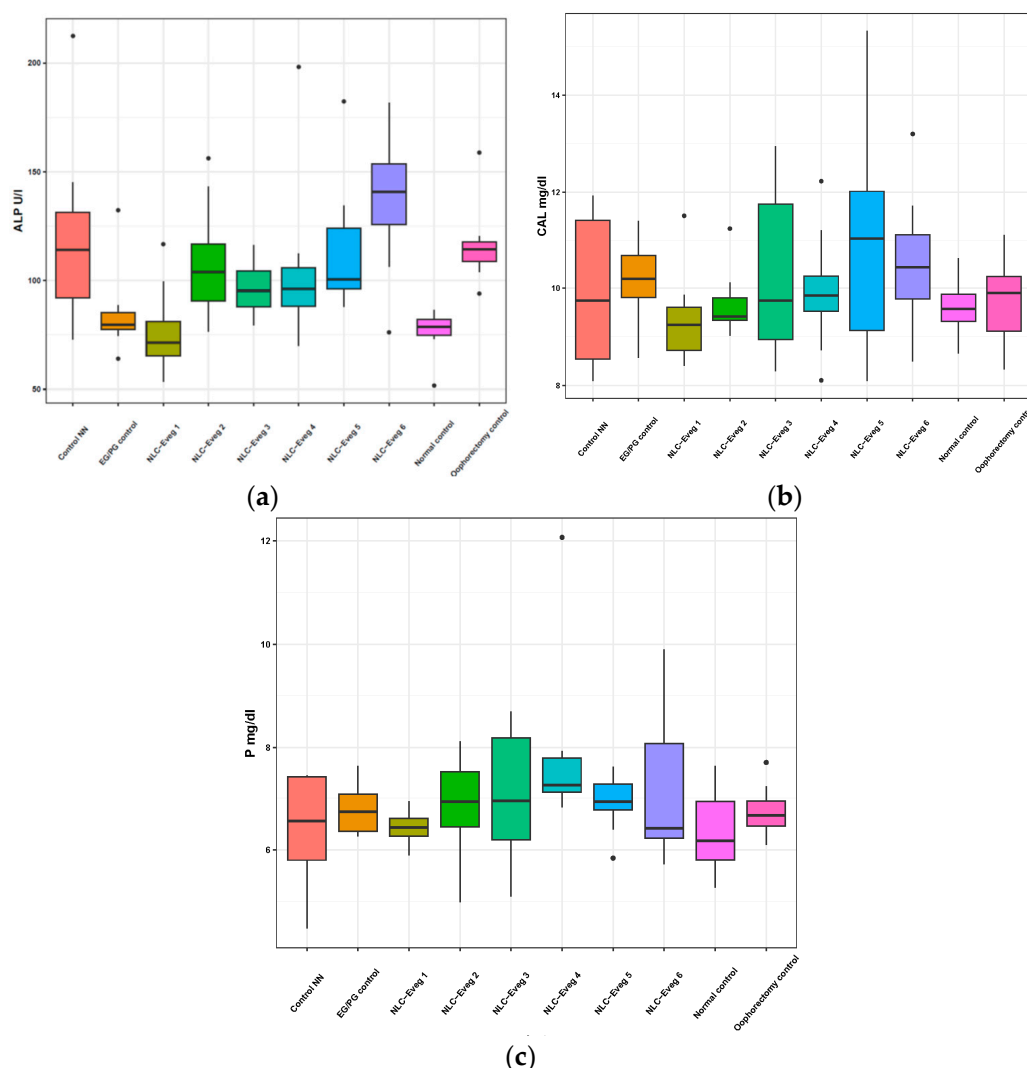 ALP U/l
200
150
100
50
Control NN
EG/PG control
NLC−Eveg 1
NLC−Eveg 2
NLC−Eveg 3
NLC−Eveg 4
NLC−Eveg 5
NLC−Eveg 6
Normal control
Oophorectomy control
(a)
CAL mg/dl
14
12
10
8
Control NN
EG/PG control
NLC−Eveg 1
NLC−Eveg 2
NLC−Eveg 3
NLC−Eveg 4
NLC−Eveg 5
NLC−Eveg 6
Normal control
Oophorectomy control
(b)
P mg/dl
12
10
8
6
Control NN
EG/PG control
NLC−Eveg 1
NLC−Eveg 2
NLC−Eveg 3
NLC−Eveg 4
NLC−Eveg 5
NLC−Eveg 6
Normal control
Oophorectomy control
(c)